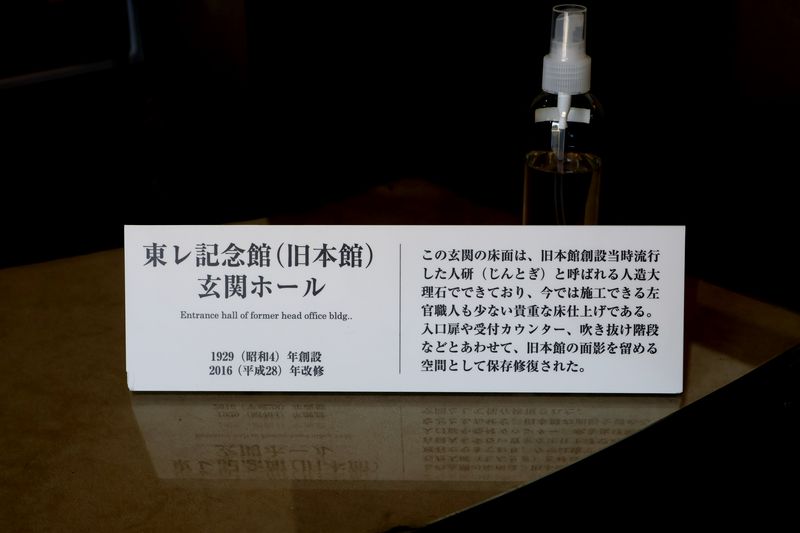 東レ記念館(旧本館)
玄関ホール
Entrance hall of former head office bldg..
1929（昭和4）年創設
2016（平成28）年改修
この玄関の床面は、旧本館創設当時流行
した人研（じんとぎ）と呼ばれる人造大
理石でできており、今では施工できる左
官職人も少ない貴重な床仕上げである。
入口扉や受付カウンター、吹き抜け階段
などとあわせて、旧本館の面影を留める
空間として保存修復された。